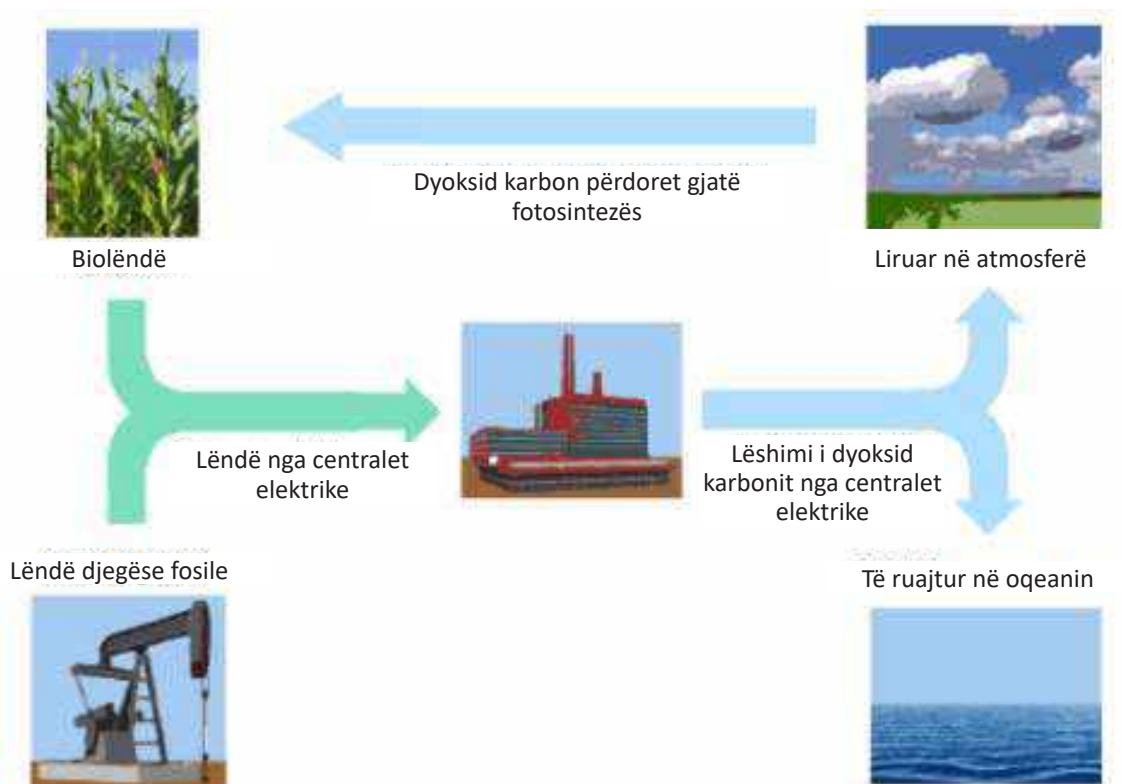 Dyoksid karbon përdoret gjatë
fotosintezës
Biolëndë
Liruar në atmosferë
Lëndë nga centralet
elektrike
Lëshimi i dyoksid
karbonit nga centralet
elektrike
Lëndë djegëse fosile
Të ruajtur në oqeanin